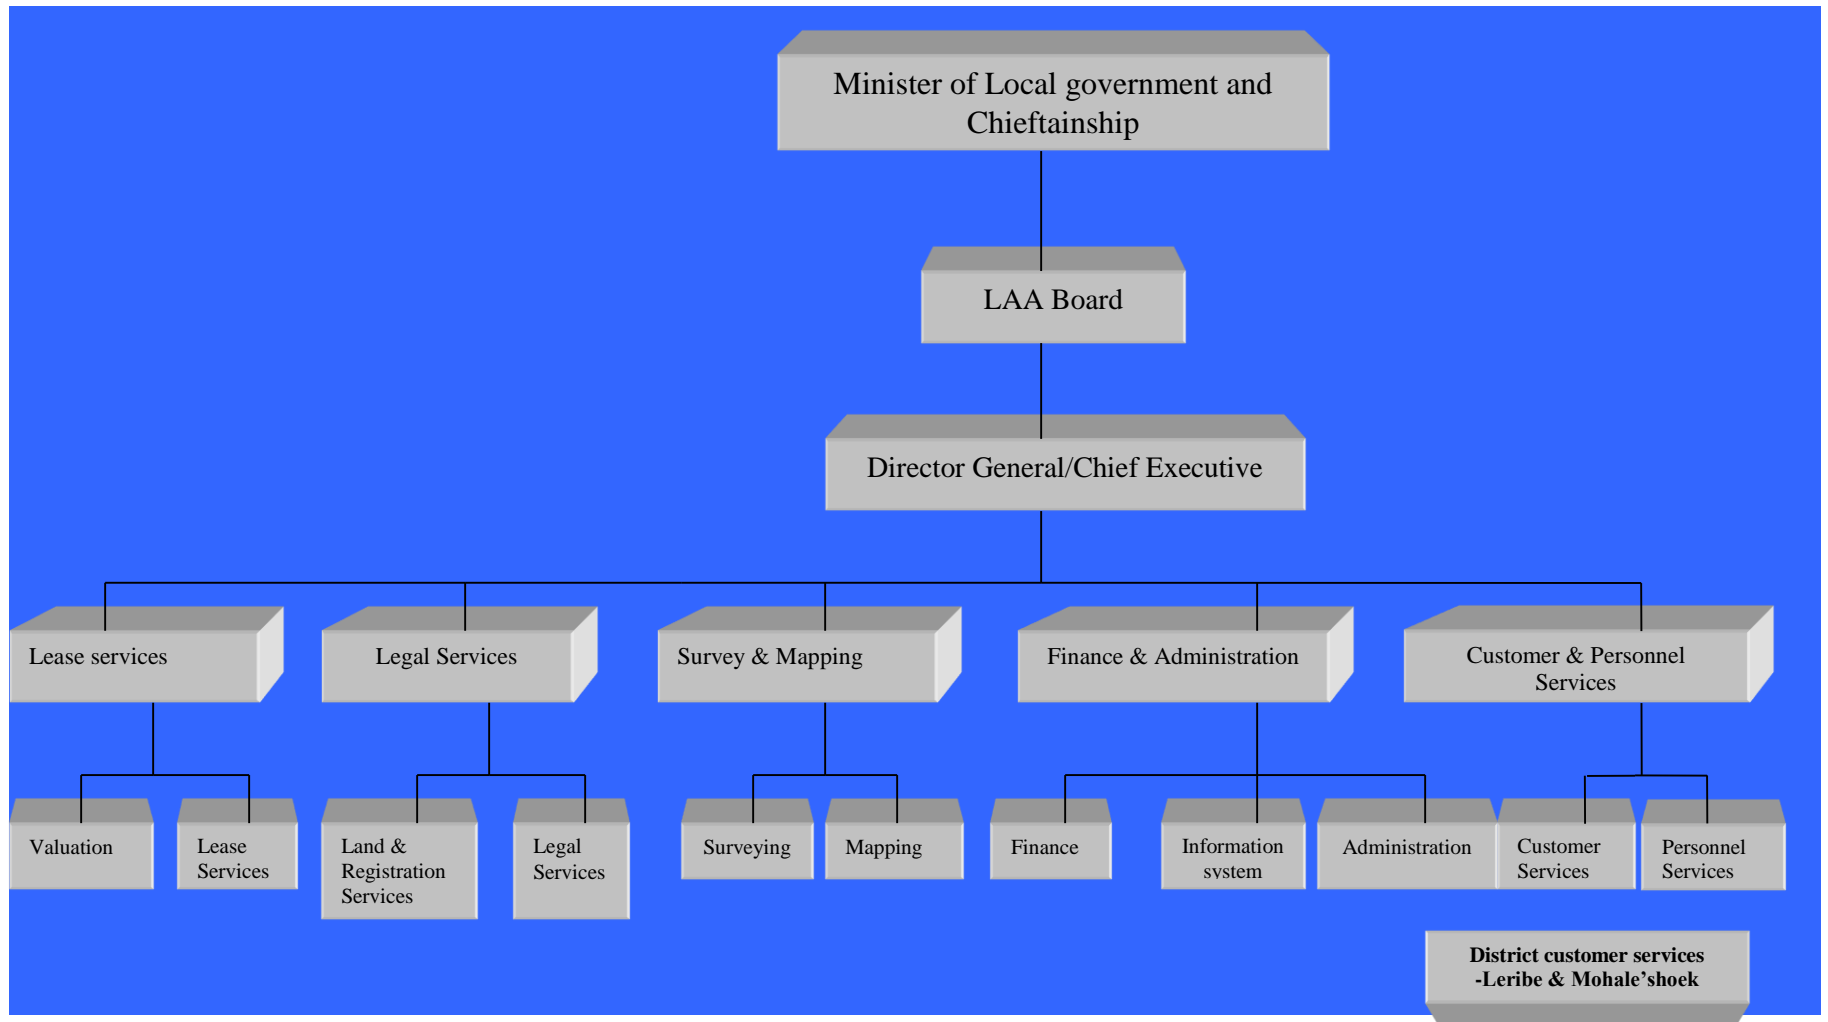 Minister of Local government and
Chieftainship
LAA Board
Director General/Chief Executive
Lease services
Legal Services
Survey & Mapping
Finance & Administration
Customer & Personnel
Services
Valuation
Lease
Services
Land &
Registration
Services
Legal
Services
Surveying
Mapping
Finance
Information
system
Administration
Customer
Services
Personnel
Services
District customer services
-Leribe & Mohale’shoek